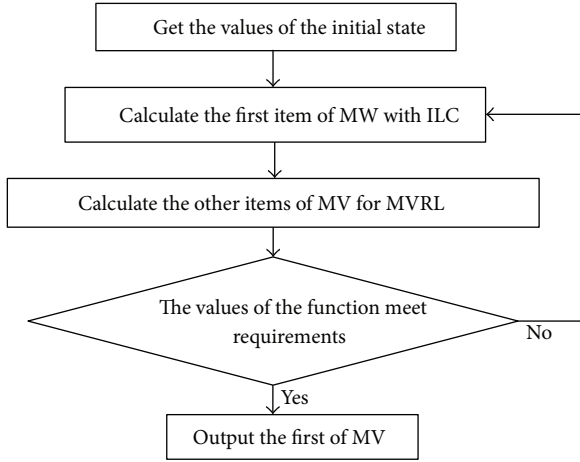 Get the values of the initial state
Calculate the first item of MW with ILC
Calculate the other items of MV for MVRL
The values of the function meet
requirements
No
Yes
Output the first of MV